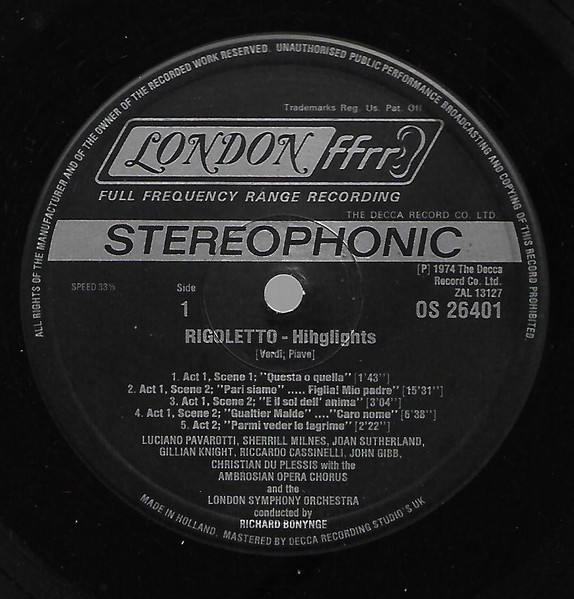 ALL RIGHTS OF THE MANUFACTURER AND OF THE OWNER OF THE RECORDED WORK RESERVED. UNAUTHORISED PUBLIC PERFORMANCE BROADCASTING AND COPYING OF THIS RECORD PROHIBITED
Trademarks Reg. Us. Pat. Off
LONDON ffrr
FULL FREQUENCY RANGE RECORDING
THE DECCA RECORD CO. LTD.
STEREOPHONIC
[P] 1974 The Decca
Record Co. Ltd.
ZAL 13127
SPEED 33⅓
Side
1
OS 26401
RIGOLETTO - Hihglights
[Verdi; Piave]
1. Act 1, Scene 1; "Questa o quella" [1'43"]
2. Act 1, Scene 2; "Pari siamo" ..... Figlia! Mio padre" [15'31"]
3. Act 1, Scene 2; "E il sol dell' anima" [3'04"]
4. Act 1, Scene 2; "Gualtier Malde" ...."Caro nome" [6'38"]
5. Act 2; "Parmi veder le lagrime" [2'22"]
LUCIANO PAVAROTTI, SHERRILL MILNES, JOAN SUTHERLAND,
GILLIAN KNIGHT, RICCARDO CASSINELLI, JOHN GIBB,
CHRISTIAN DU PLESSIS with the
AMBROSIAN OPERA CHORUS
and the
LONDON SYMPHONY ORCHESTRA
conducted by
RICHARD BONYNGE
MADE IN HOLLAND. MASTERED BY DECCA RECORDING STUDIO'S UK